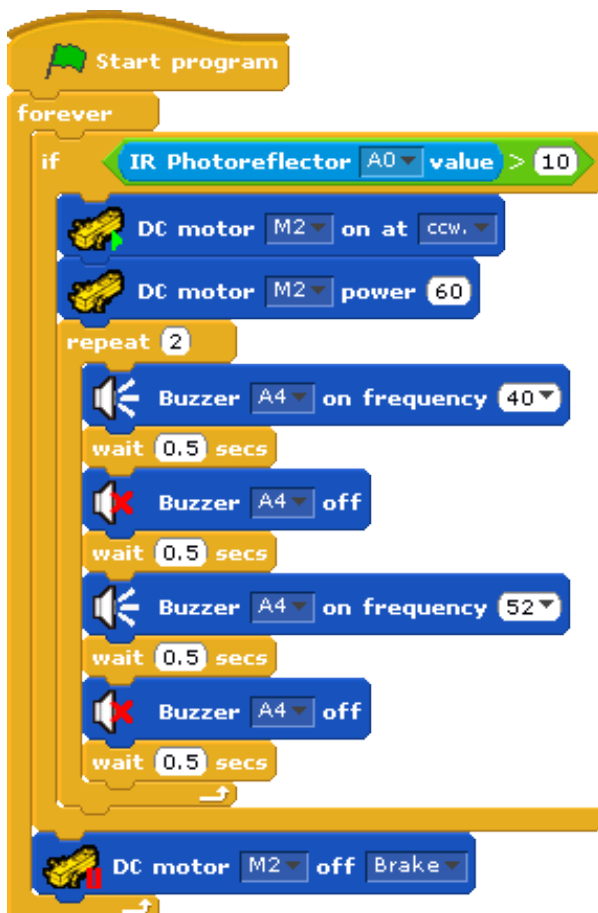 Start program
forever
if IR Photoreflector A0 value > 10
DC motor M2 on at ccw.
DC motor M2 power 60
repeat 2
Buzzer A4 on frequency 40
wait 0.5 secs
Buzzer A4 off
wait 0.5 secs
Buzzer A4 on frequency 52
wait 0.5 secs
Buzzer A4 off
wait 0.5 secs
DC motor M2 off Brake